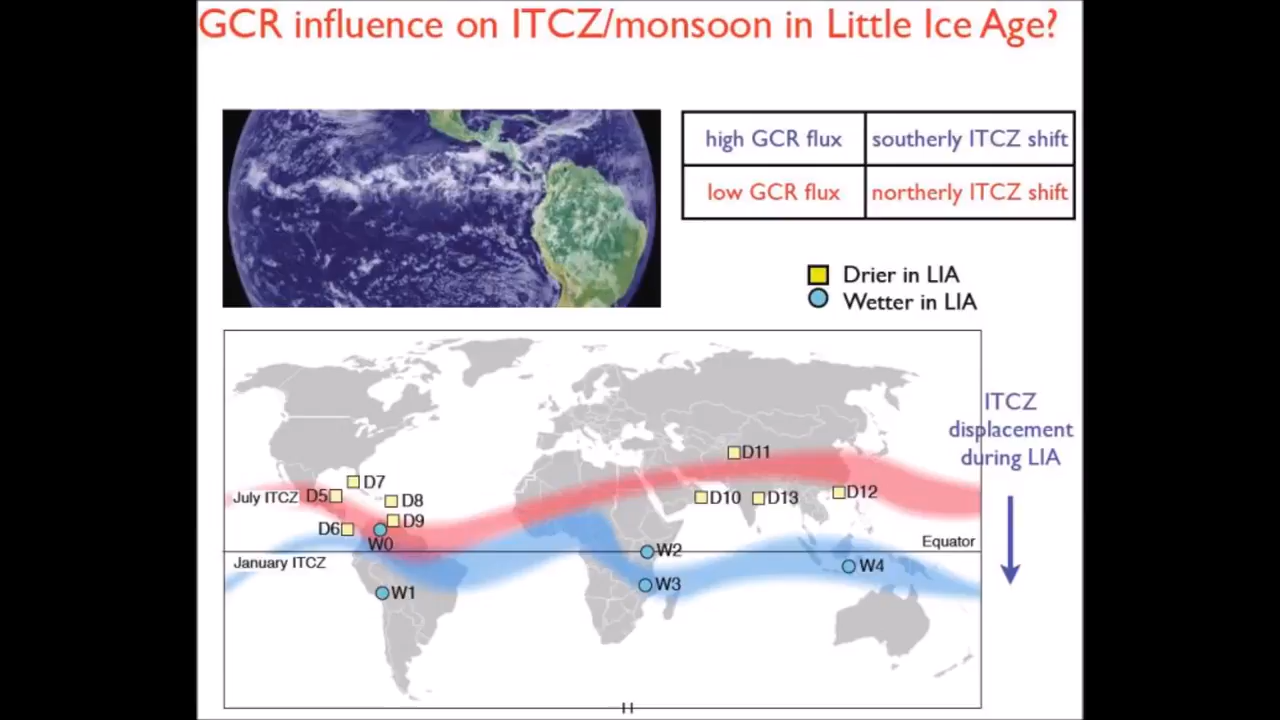 GCR influence on ITCZ/monsoon in Little Ice Age?
high GCR flux southerly ITCZ shift
low GCR flux northerly ITCZ shift
Drier in LIA
Wetter in LIA
ITCZ
displacement
during LIA
D11
D7
July ITCZ D5
D8
D10
D13
D12
D9
D6
W0
Equator
W2
January ITCZ
W4
W3
W1
11